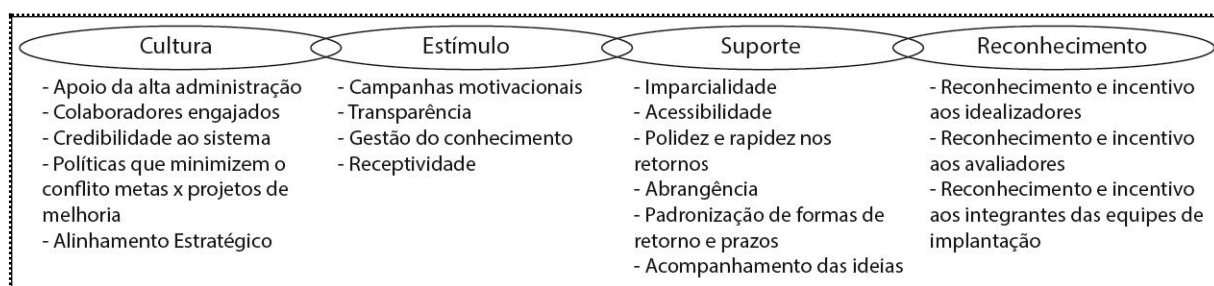 Cultura
- Apoio da alta administração
- Colaboradores engajados
- Credibilidade ao sistema
- Políticas que minimizem o
conflito metas x projetos de
melhoria
- Alinhamento Estratégico
Estímulo
- Campanhas motivacionais
- Transparência
- Gestão do conhecimento
- Receptividade
Suporte
- Imparcialidade
- Acessibilidade
- Polidez e rapidez nos
retornos
- Abrangência
- Padronização de formas de
retorno e prazos
- Acompanhamento das ideias
Reconhecimento
- Reconhecimento e incentivo
aos idealizadores
- Reconhecimento e incentivo
aos avaliadores
- Reconhecimento e incentivo
aos integrantes das equipes de
implantação